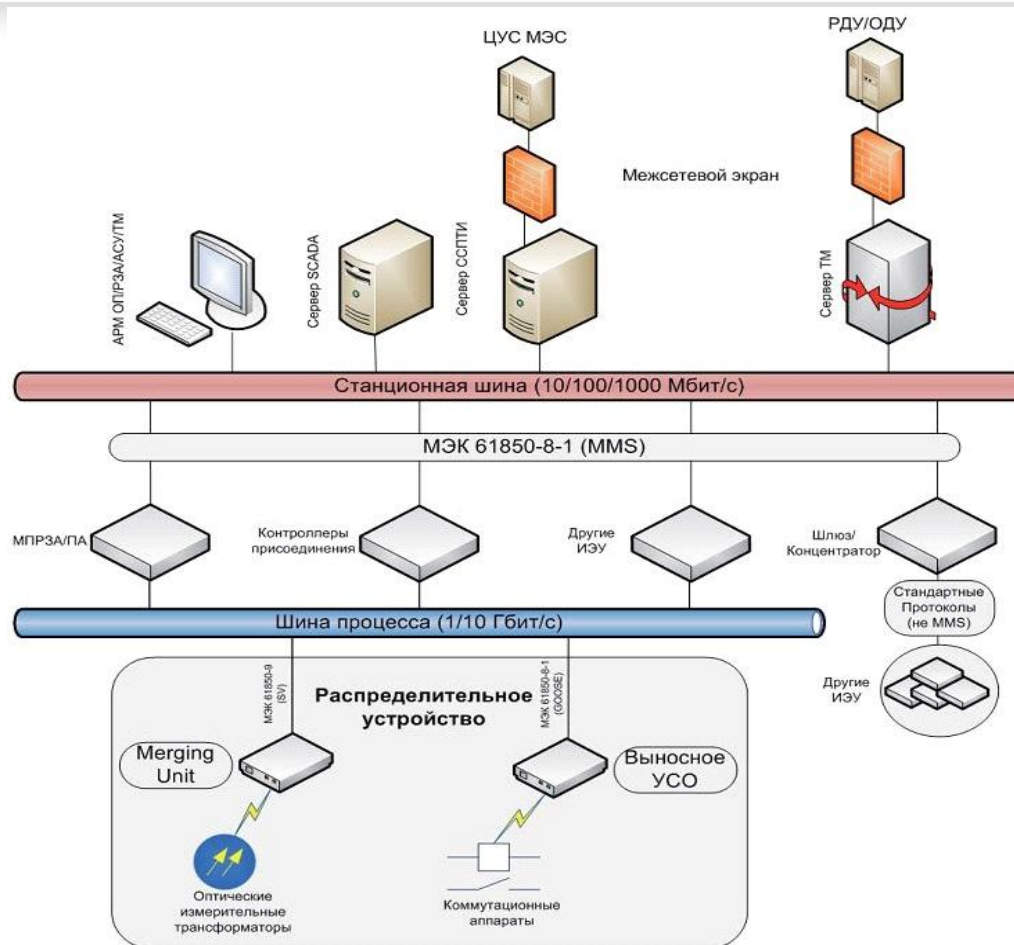 ЦУС МЭС
РДУ/ОДУ
Межсетевой экран
АРМ ОП/РЗА/АСУ/ТМ
Сервер SCADA
Сервер ССПТИ
Сервер ТМ
Станционная шина (10/100/1000 Мбит/с)
МЭК 61850-8-1 (MMS)
МПРЗА/ПА
Контроллеры
присоединения
Другие
ИЭУ
Шлюз/
Концентратор
Стандартные
Протоколы
(не MMS)
Другие
ИЭУ
Шина процесса (1/10 Гбит/с)
МЭК 61850-9
(SV)
МЭК 61850-8-1
(GOOSE)
Распределительное
устройство
Merging
Unit
Выносное
УСО
Оптические
измерительные
трансформаторы
Коммутационные
аппараты